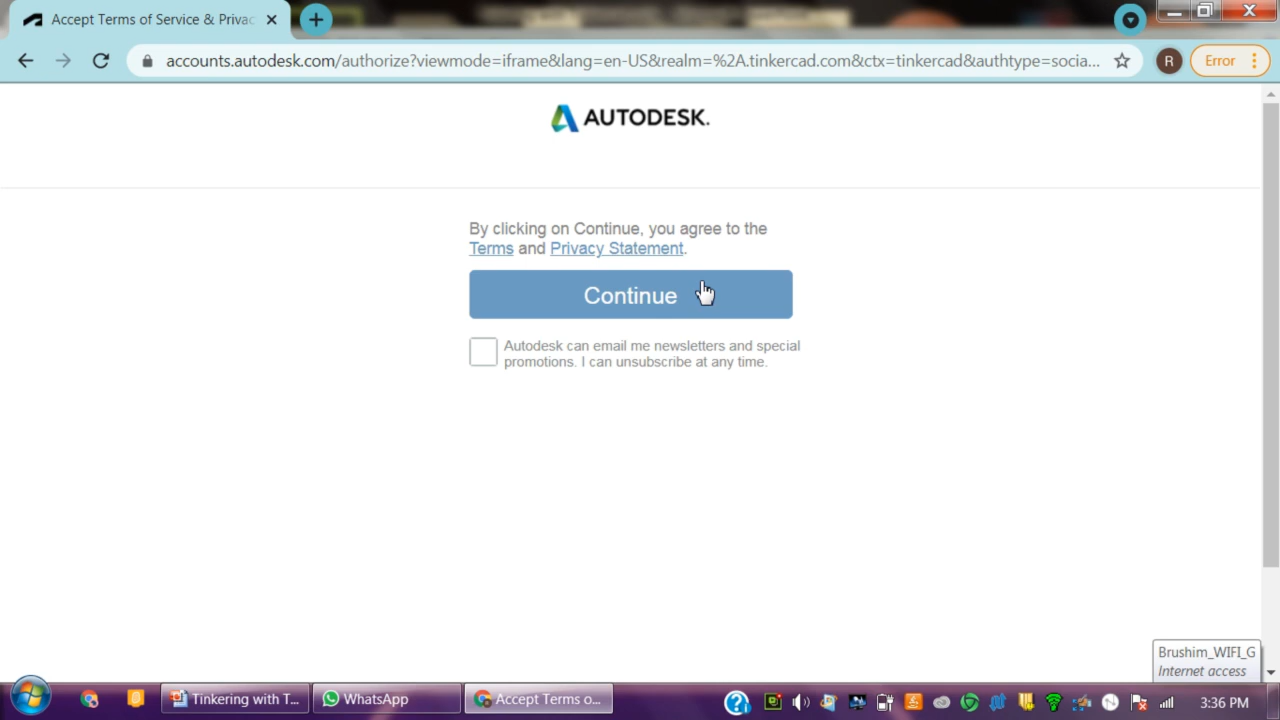 Accept Terms of Service & Privac
accounts.autodesk.com/authorize?viewmode=iframe&lang=en-US&realm=%2A.tinkercad.com&ctx=tinkercad&authtype=socia...
R
Error
AUTODESK.
By clicking on Continue, you agree to the
Terms and Privacy Statement.
Continue
Autodesk can email me newsletters and special
promotions. I can unsubscribe at any time.
Brushim_WIFI_G
Internet access
Tinkering with T...
WhatsApp
Accept Terms o...
3:36 PM